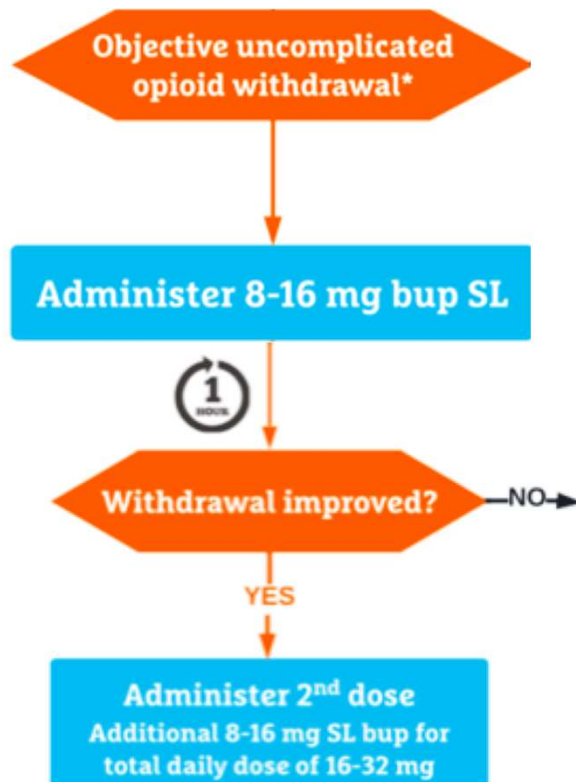 Objective uncomplicated
opioid withdrawal*
Administer 8-16 mg bup SL
1
HOUR
Withdrawal improved?
NO
YES
Administer 2nd dose
Additional 8-16 mg SL bup for
total daily dose of 16-32 mg